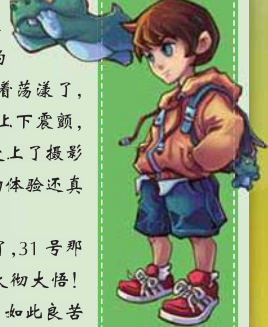 为
着荡漾了，
上下震颤，
上了摄影
体验还真
了，31 号那
大彻大悟！
如此良苦